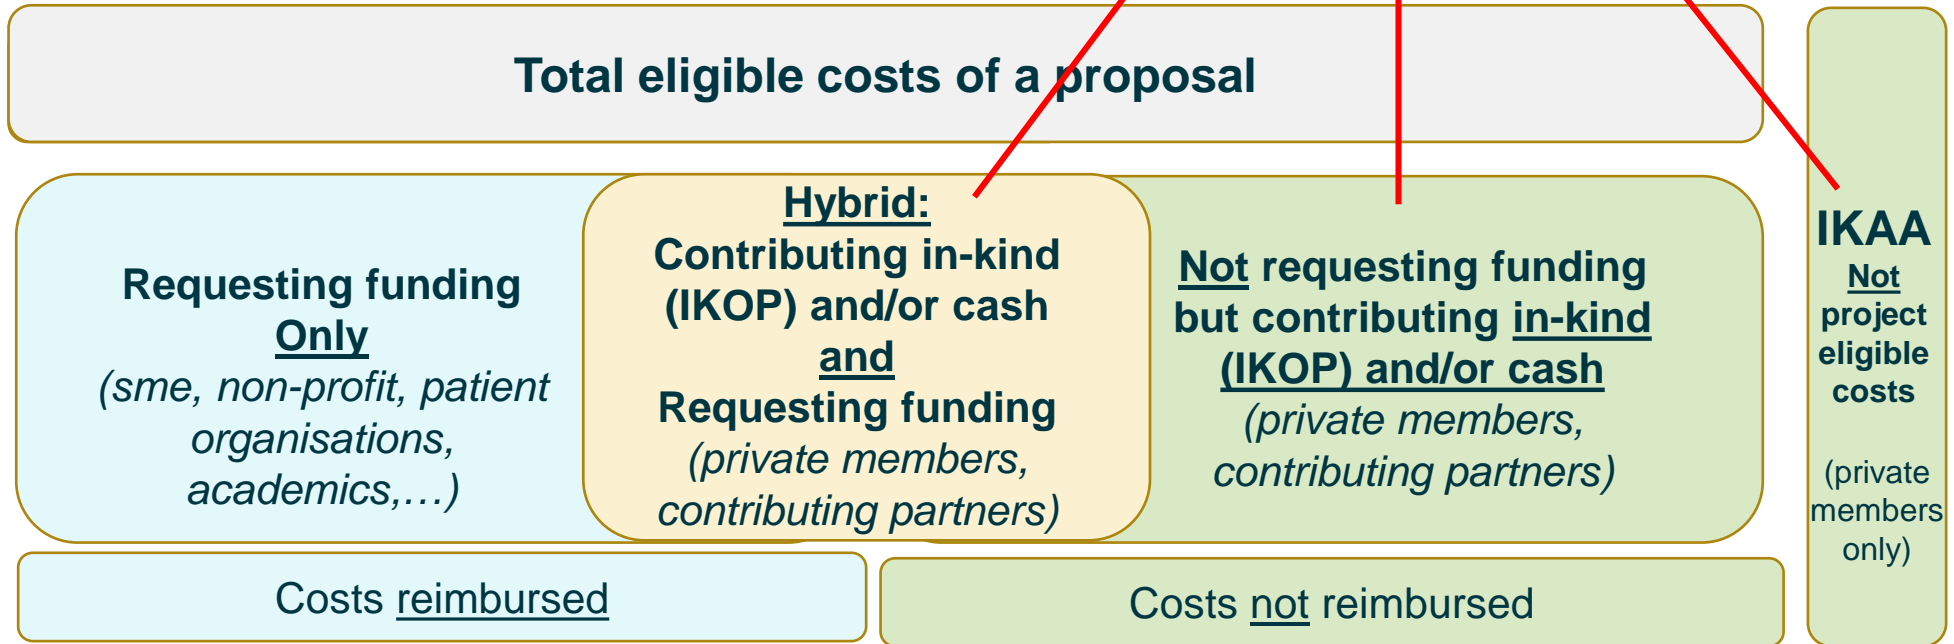 Total eligible costs of a proposal
Requesting funding
Only
(sme, non-profit, patient
organisations,
academics,…)
Hybrid:
Contributing in-kind
(IKOP) and/or cash
and
Requesting funding
(private members,
contributing partners)
Not requesting funding
but contributing in-kind
(IKOP) and/or cash
(private members,
contributing partners)
IKAA
Not
project
eligible
costs
(private
members
only)
Costs reimbursed
Costs not reimbursed